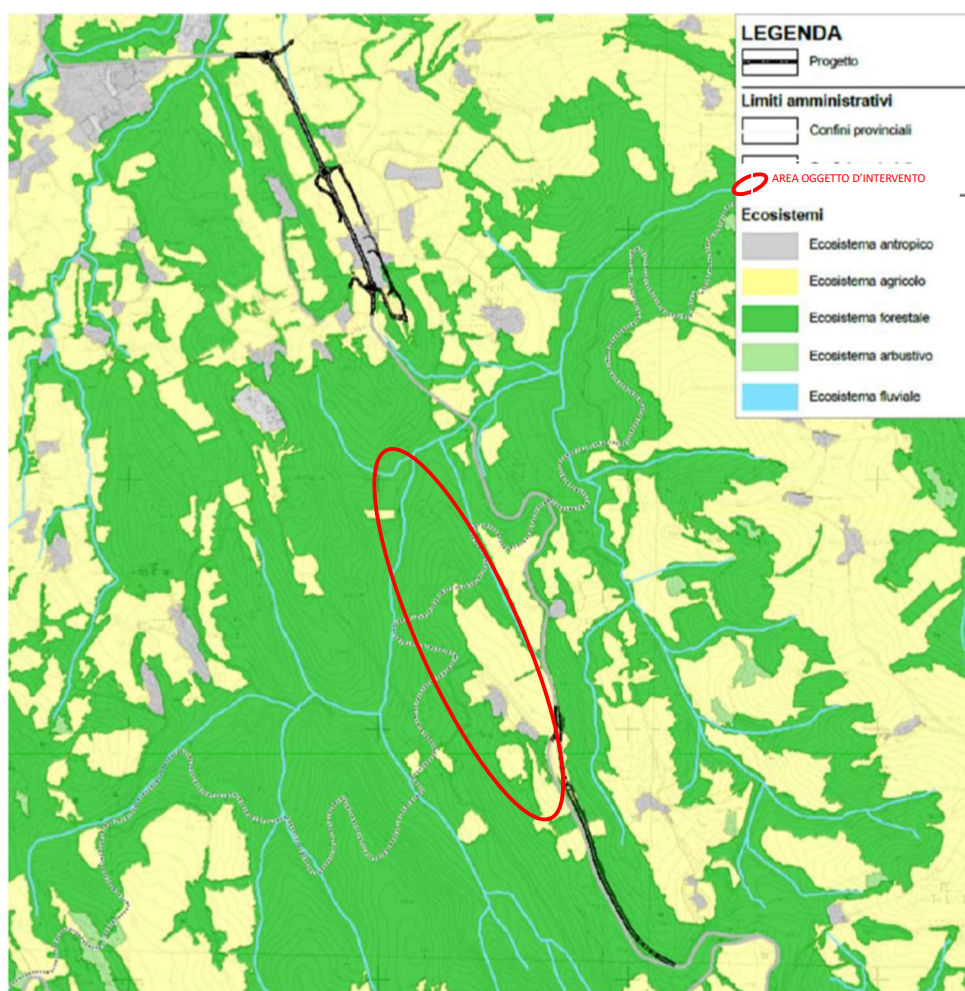 LEGENDA
Progetto
Limiti amministrativi
Confini provinciali
AREA OGGETTO D'INTERVENTO
Ecosistemi
Ecosistema antropico
Ecosistema agricolo
Ecosistema forestale
Ecosistema arbustivo
Ecosistema fluviale